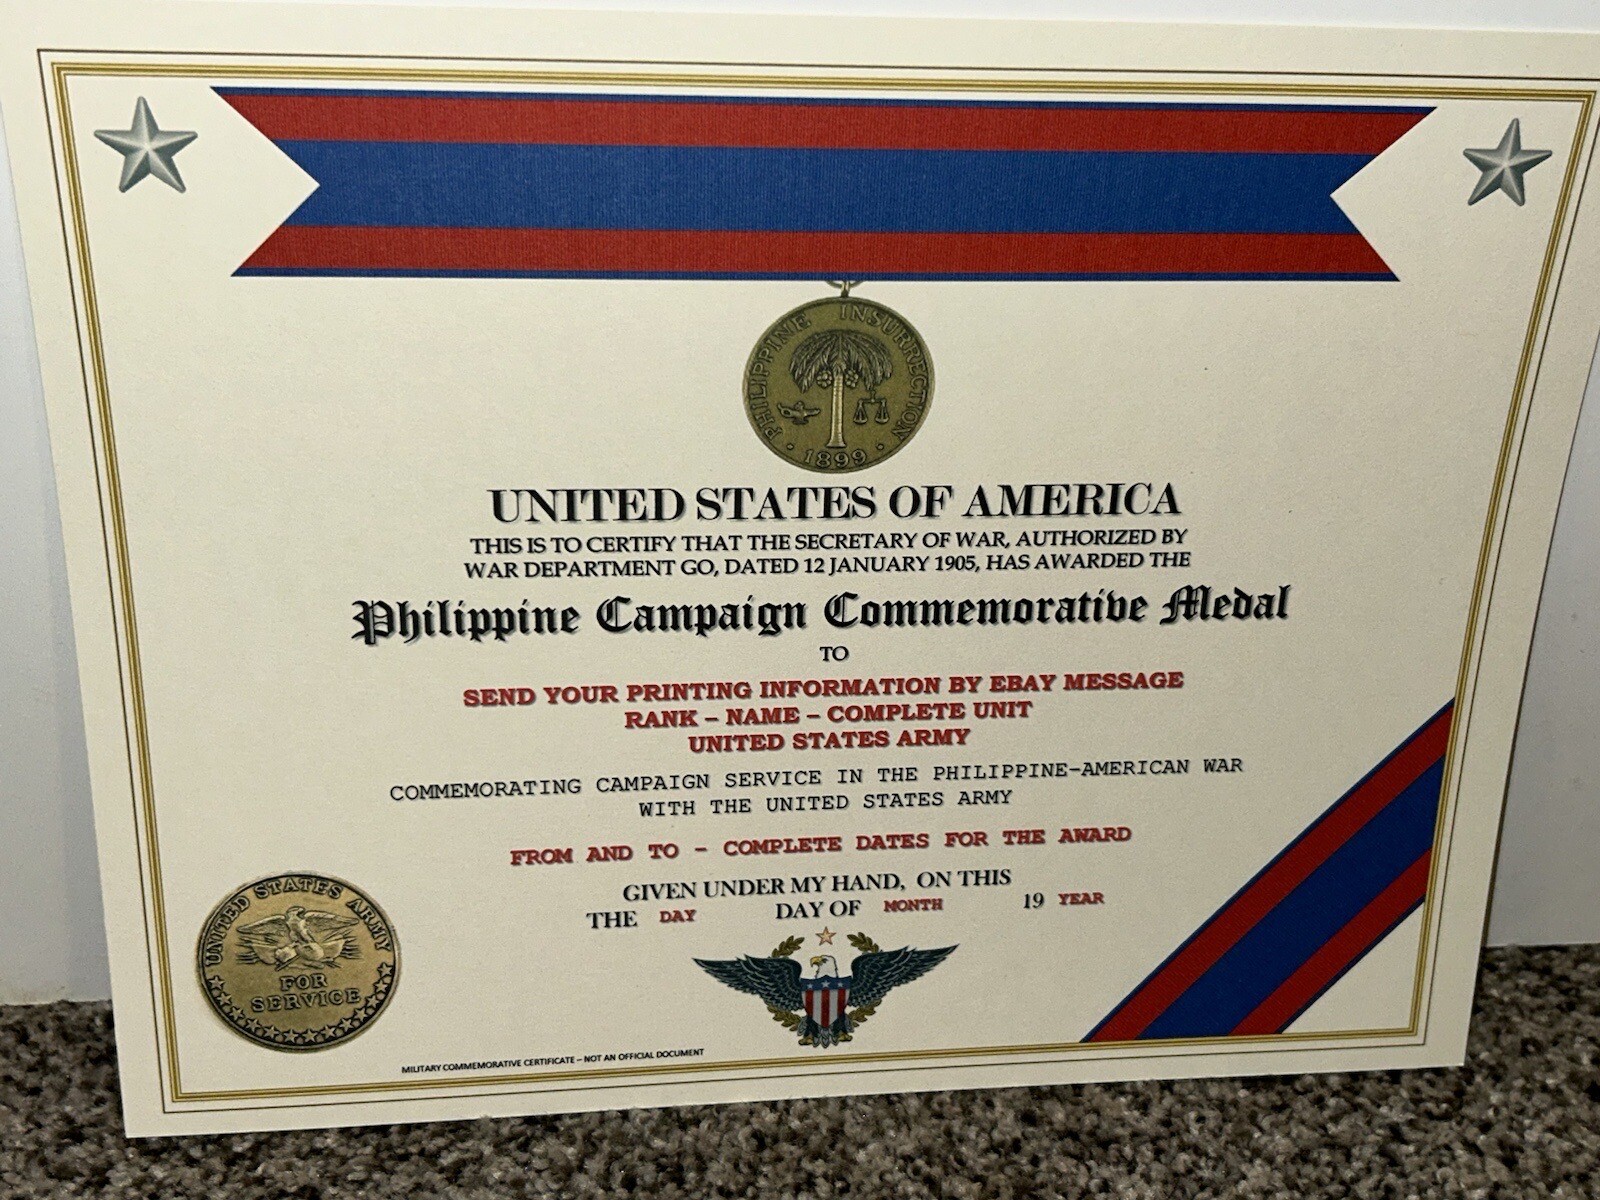 PHILIPPINE INSURRECTION
· 1899 ·
UNITED STATES OF AMERICA
THIS IS TO CERTIFY THAT THE SECRETARY OF WAR, AUTHORIZED BY
WAR DEPARTMENT GO, DATED 12 JANUARY 1905, HAS AWARDED THE
Philippine Campaign Commemorative Medal
TO
SEND YOUR PRINTING INFORMATION BY EBAY MESSAGE
RANK – NAME – COMPLETE UNIT
UNITED STATES ARMY
COMMEMORATING CAMPAIGN SERVICE IN THE PHILIPPINE-AMERICAN WAR
WITH THE UNITED STATES ARMY
FROM AND TO - COMPLETE DATES FOR THE AWARD
GIVEN UNDER MY HAND, ON THIS
THE DAY DAY OF MONTH 19 YEAR
UNITED STATES ARMY
FOR
SERVICE
MILITARY COMMEMORATIVE CERTIFICATE – NOT AN OFFICIAL DOCUMENT